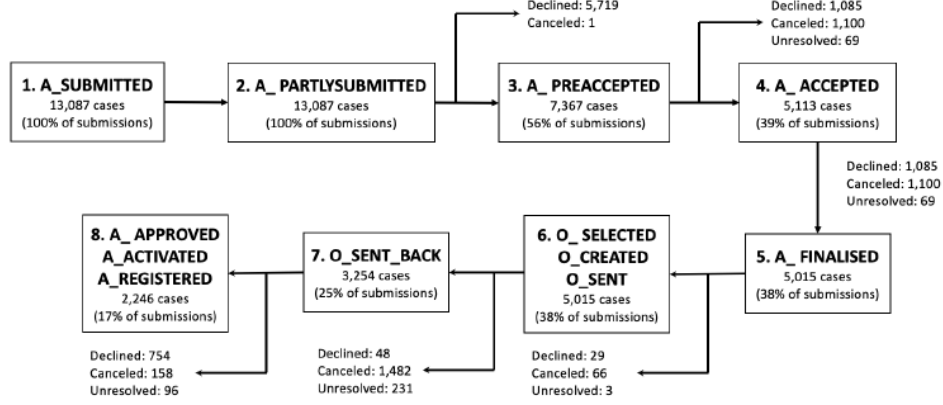 Declined: 5,719
Canceled: 1
Declined: 1,085
Canceled: 1,100
Unresolved: 69
1. A_SUBMITTED
13,087 cases
(100% of submissions)
2. A_ PARTLYSUBMITTED
13,087 cases
(100% of submissions)
3. A_ PREACCEPTED
7,367 cases
(56% of submissions)
4. A_ ACCEPTED
5,113 cases
(39% of submissions)
Declined: 1,085
Canceled: 1,100
Unresolved: 69
8. A_ APPROVED
A_ACTIVATED
A_REGISTERED
2,246 cases
(17% of submissions)
7. O_SENT_BACK
3,254 cases
(25% of submissions)
6. O_ SELECTED
O_CREATED
O_SENT
5,015 cases
(38% of submissions)
5. A_ FINALISED
5,015 cases
(38% of submissions)
Declined: 754
Canceled: 158
Unresolved: 96
Declined: 48
Canceled: 1,482
Unresolved: 231
Declined: 29
Canceled: 66
Unresolved: 3